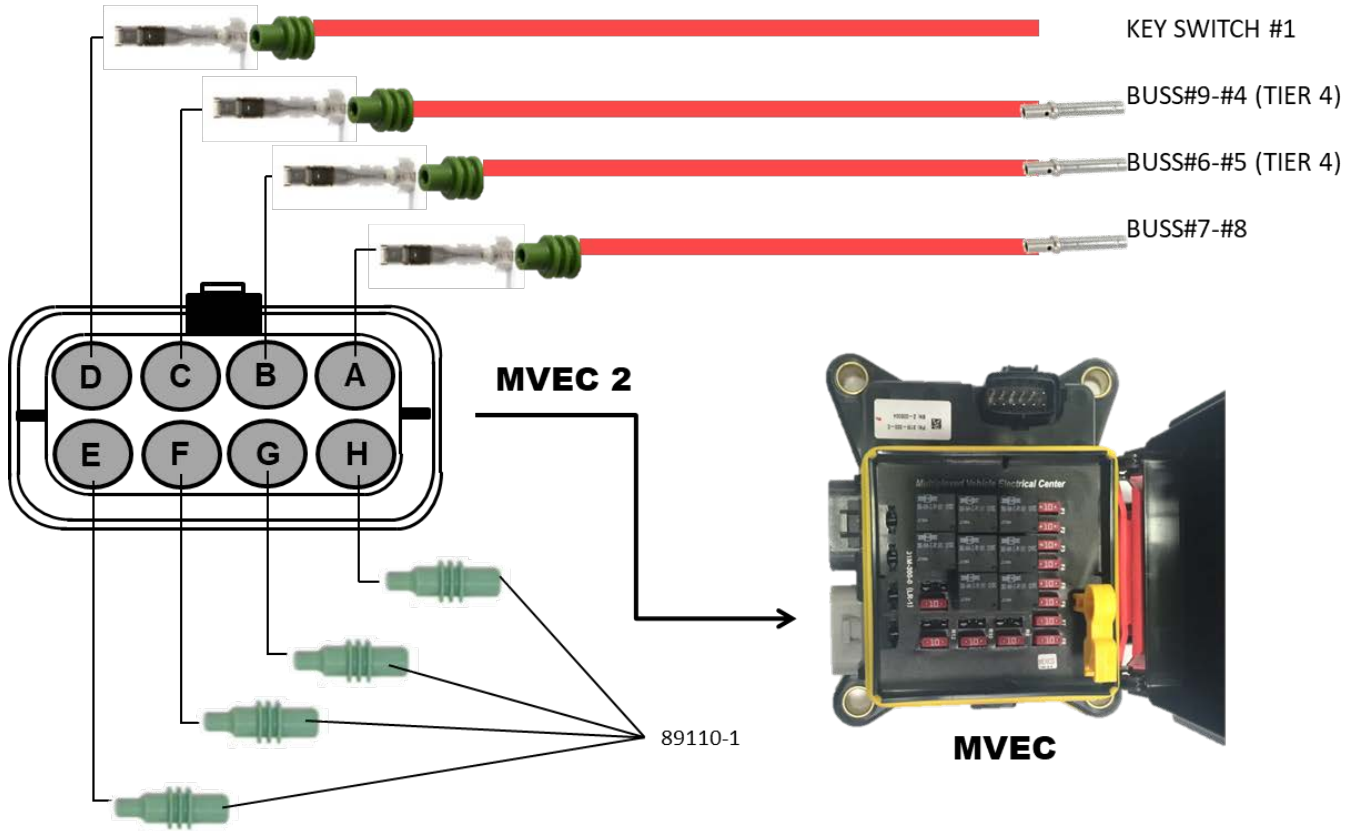 KEY SWITCH #1
BUSS#9-#4 (TIER 4)
BUSS#6-#5 (TIER 4)
BUSS#7-#8
D C B A
E F G H
MVEC 2
Multiplexed Vehicle Electrical Center
89110-1
MVEC